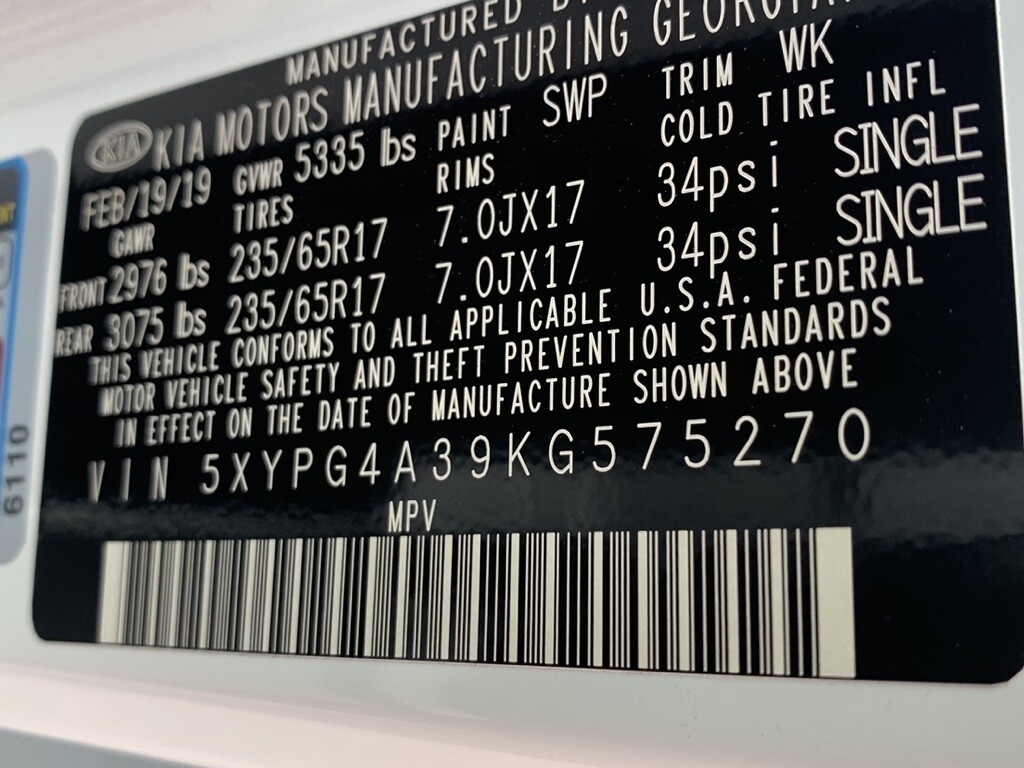 MANUFACTURED
KIA KIA MOTORS MANUFACTURING
FEB/19/19 GVWR 5335 lbs PAINT SWP TRIM WK
GAWR TIRES RIMS COLD TIRE INFL
FRONT 2976 lbs 235/65R17 7.0JX17 34psi SINGLE
REAR 3075 lbs 235/65R17 7.0JX17 34psi SINGLE
THIS VEHICLE CONFORMS TO ALL APPLICABLE U.S.A. FEDERAL
MOTOR VEHICLE SAFETY AND THEFT PREVENTION STANDARDS
IN EFFECT ON THE DATE OF MANUFACTURE SHOWN ABOVE
VIN 5XYPG4A39KG575270
MPV
6110